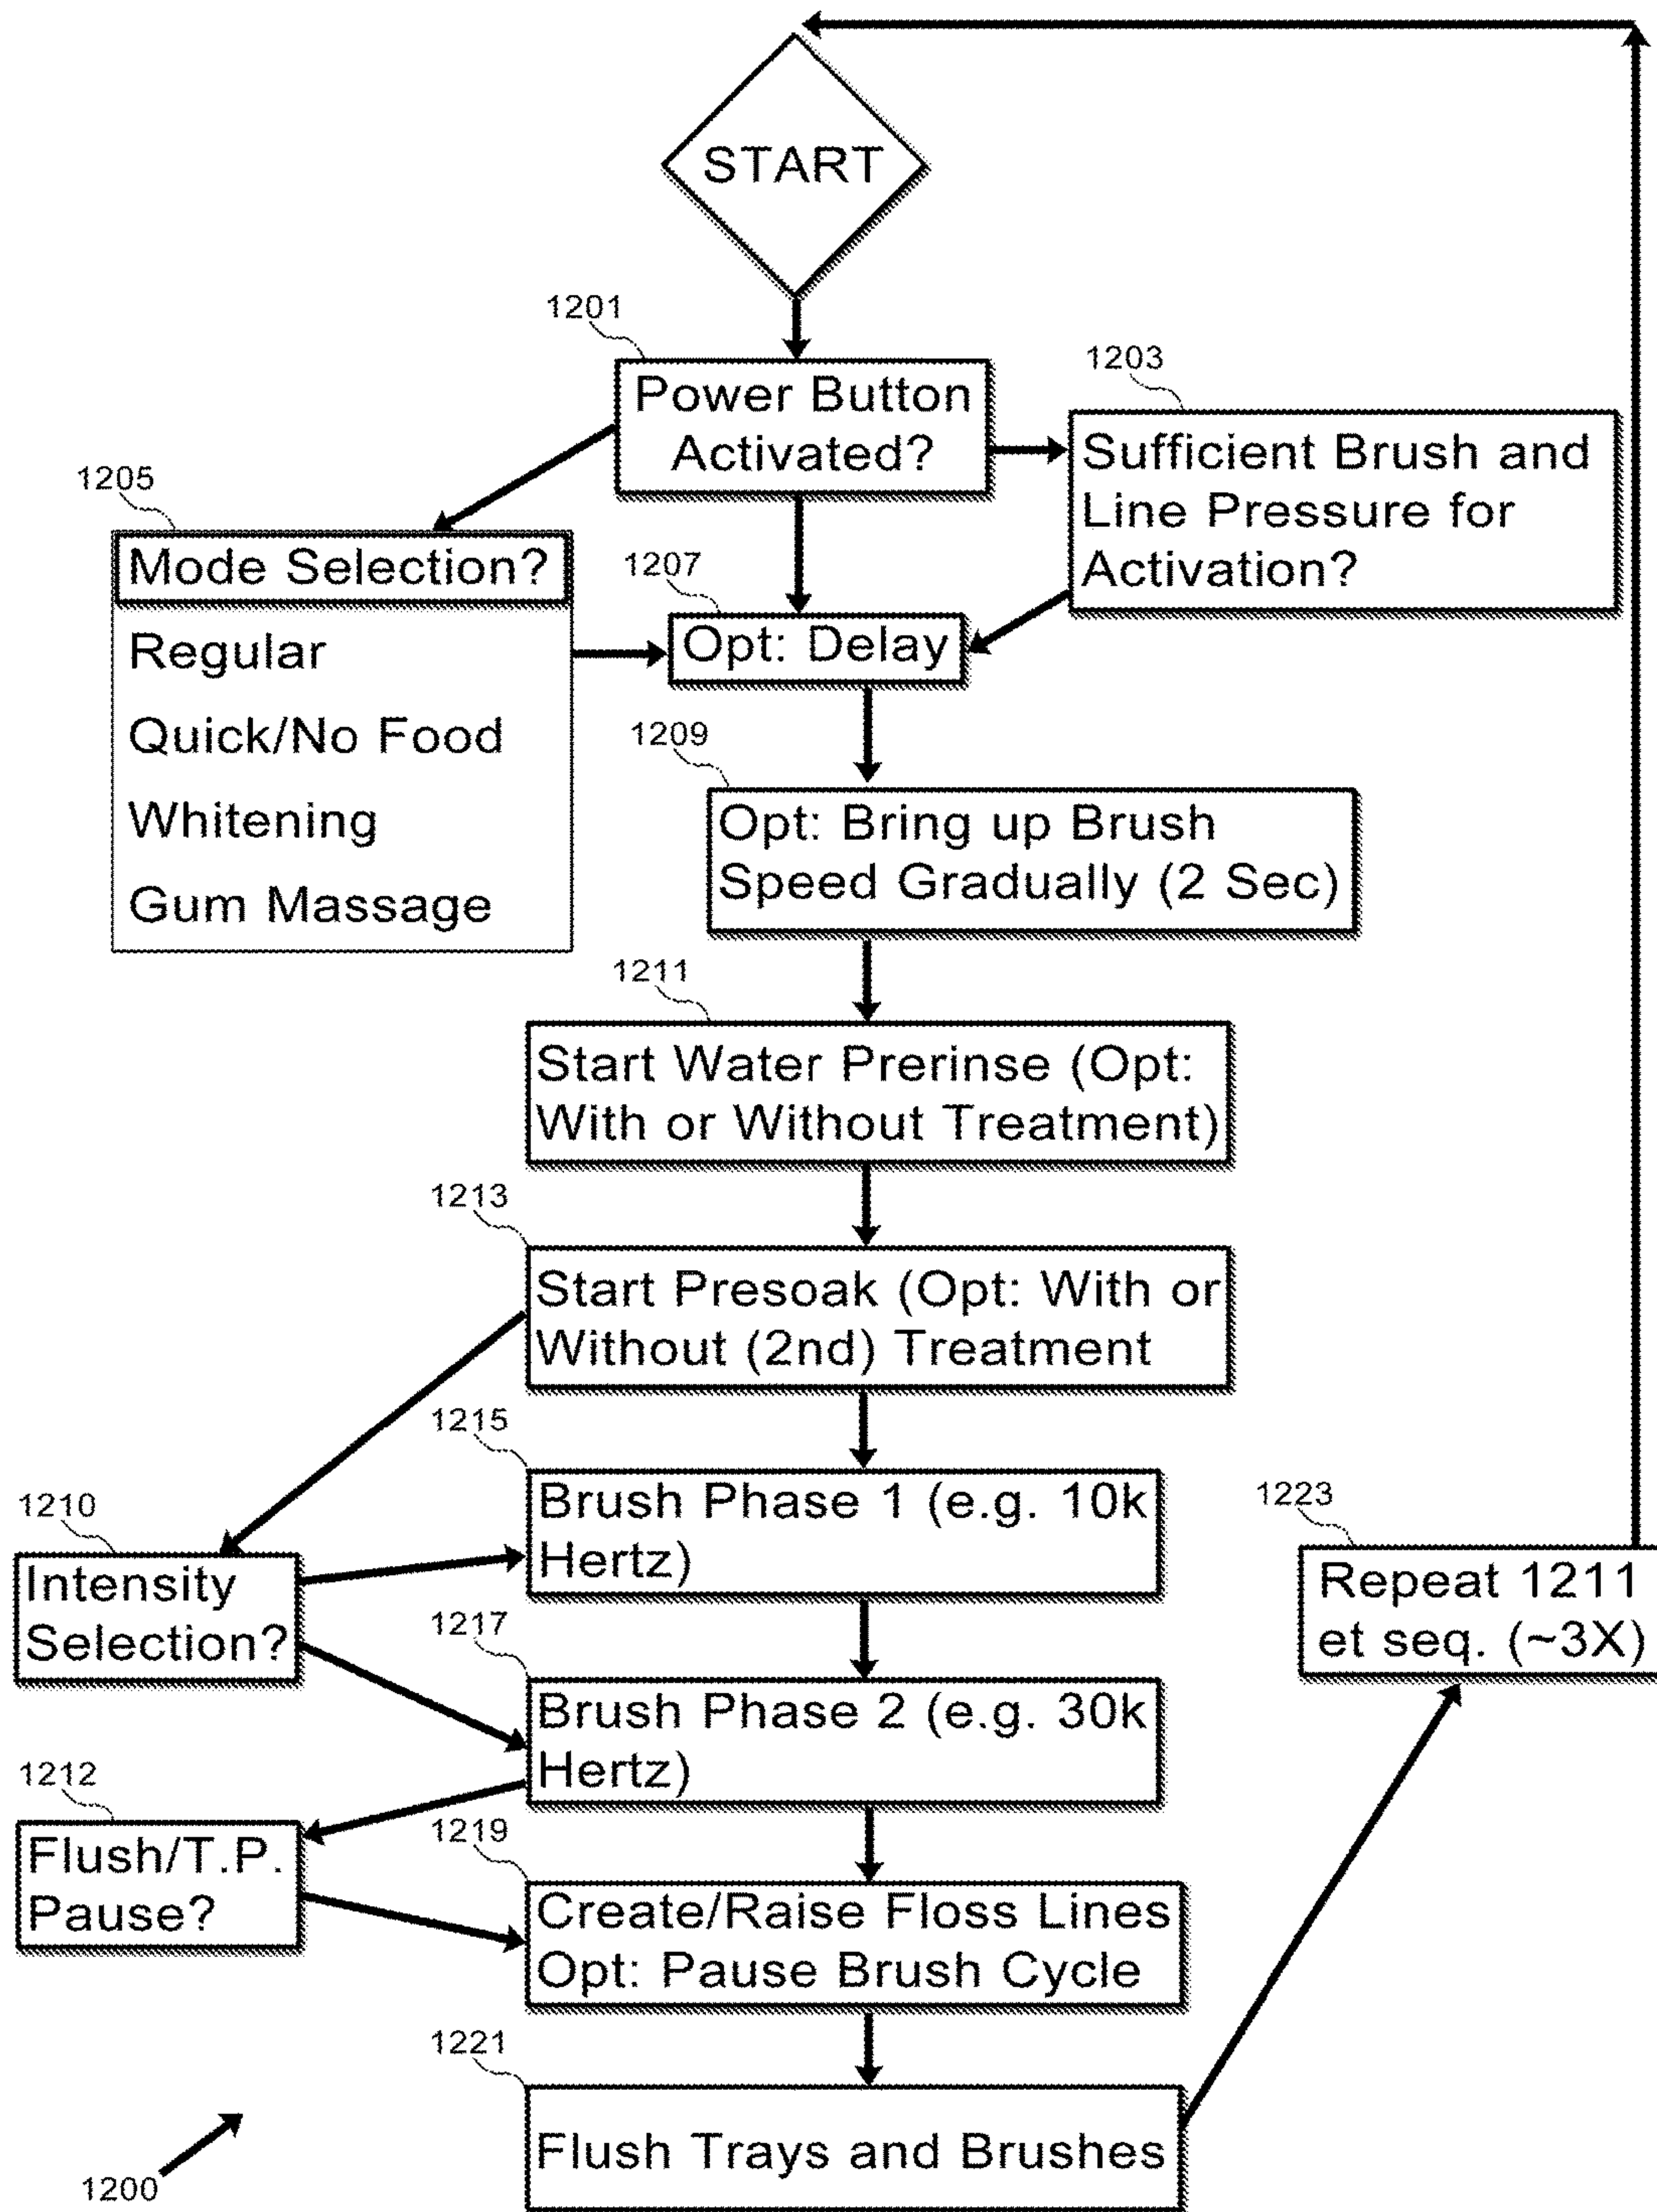 START
1201
Power Button
Activated?
1203
Sufficient Brush and
Line Pressure for
Activation?
1205
Mode Selection?
Regular
Quick/No Food
Whitening
Gum Massage
1207
Opt: Delay
1209
Opt: Bring up Brush
Speed Gradually (2 Sec)
1211
Start Water Prerinse (Opt:
With or Without Treatment)
1213
Start Presoak (Opt: With or
Without (2nd) Treatment
1215
Brush Phase 1 (e.g. 10k
Hertz)
1210
Intensity
Selection?
1223
Repeat 1211
et seq. (~3X)
1217
Brush Phase 2 (e.g. 30k
Hertz)
1212
Flush/T.P.
Pause?
1219
Create/Raise Floss Lines
Opt: Pause Brush Cycle
1221
Flush Trays and Brushes
1200